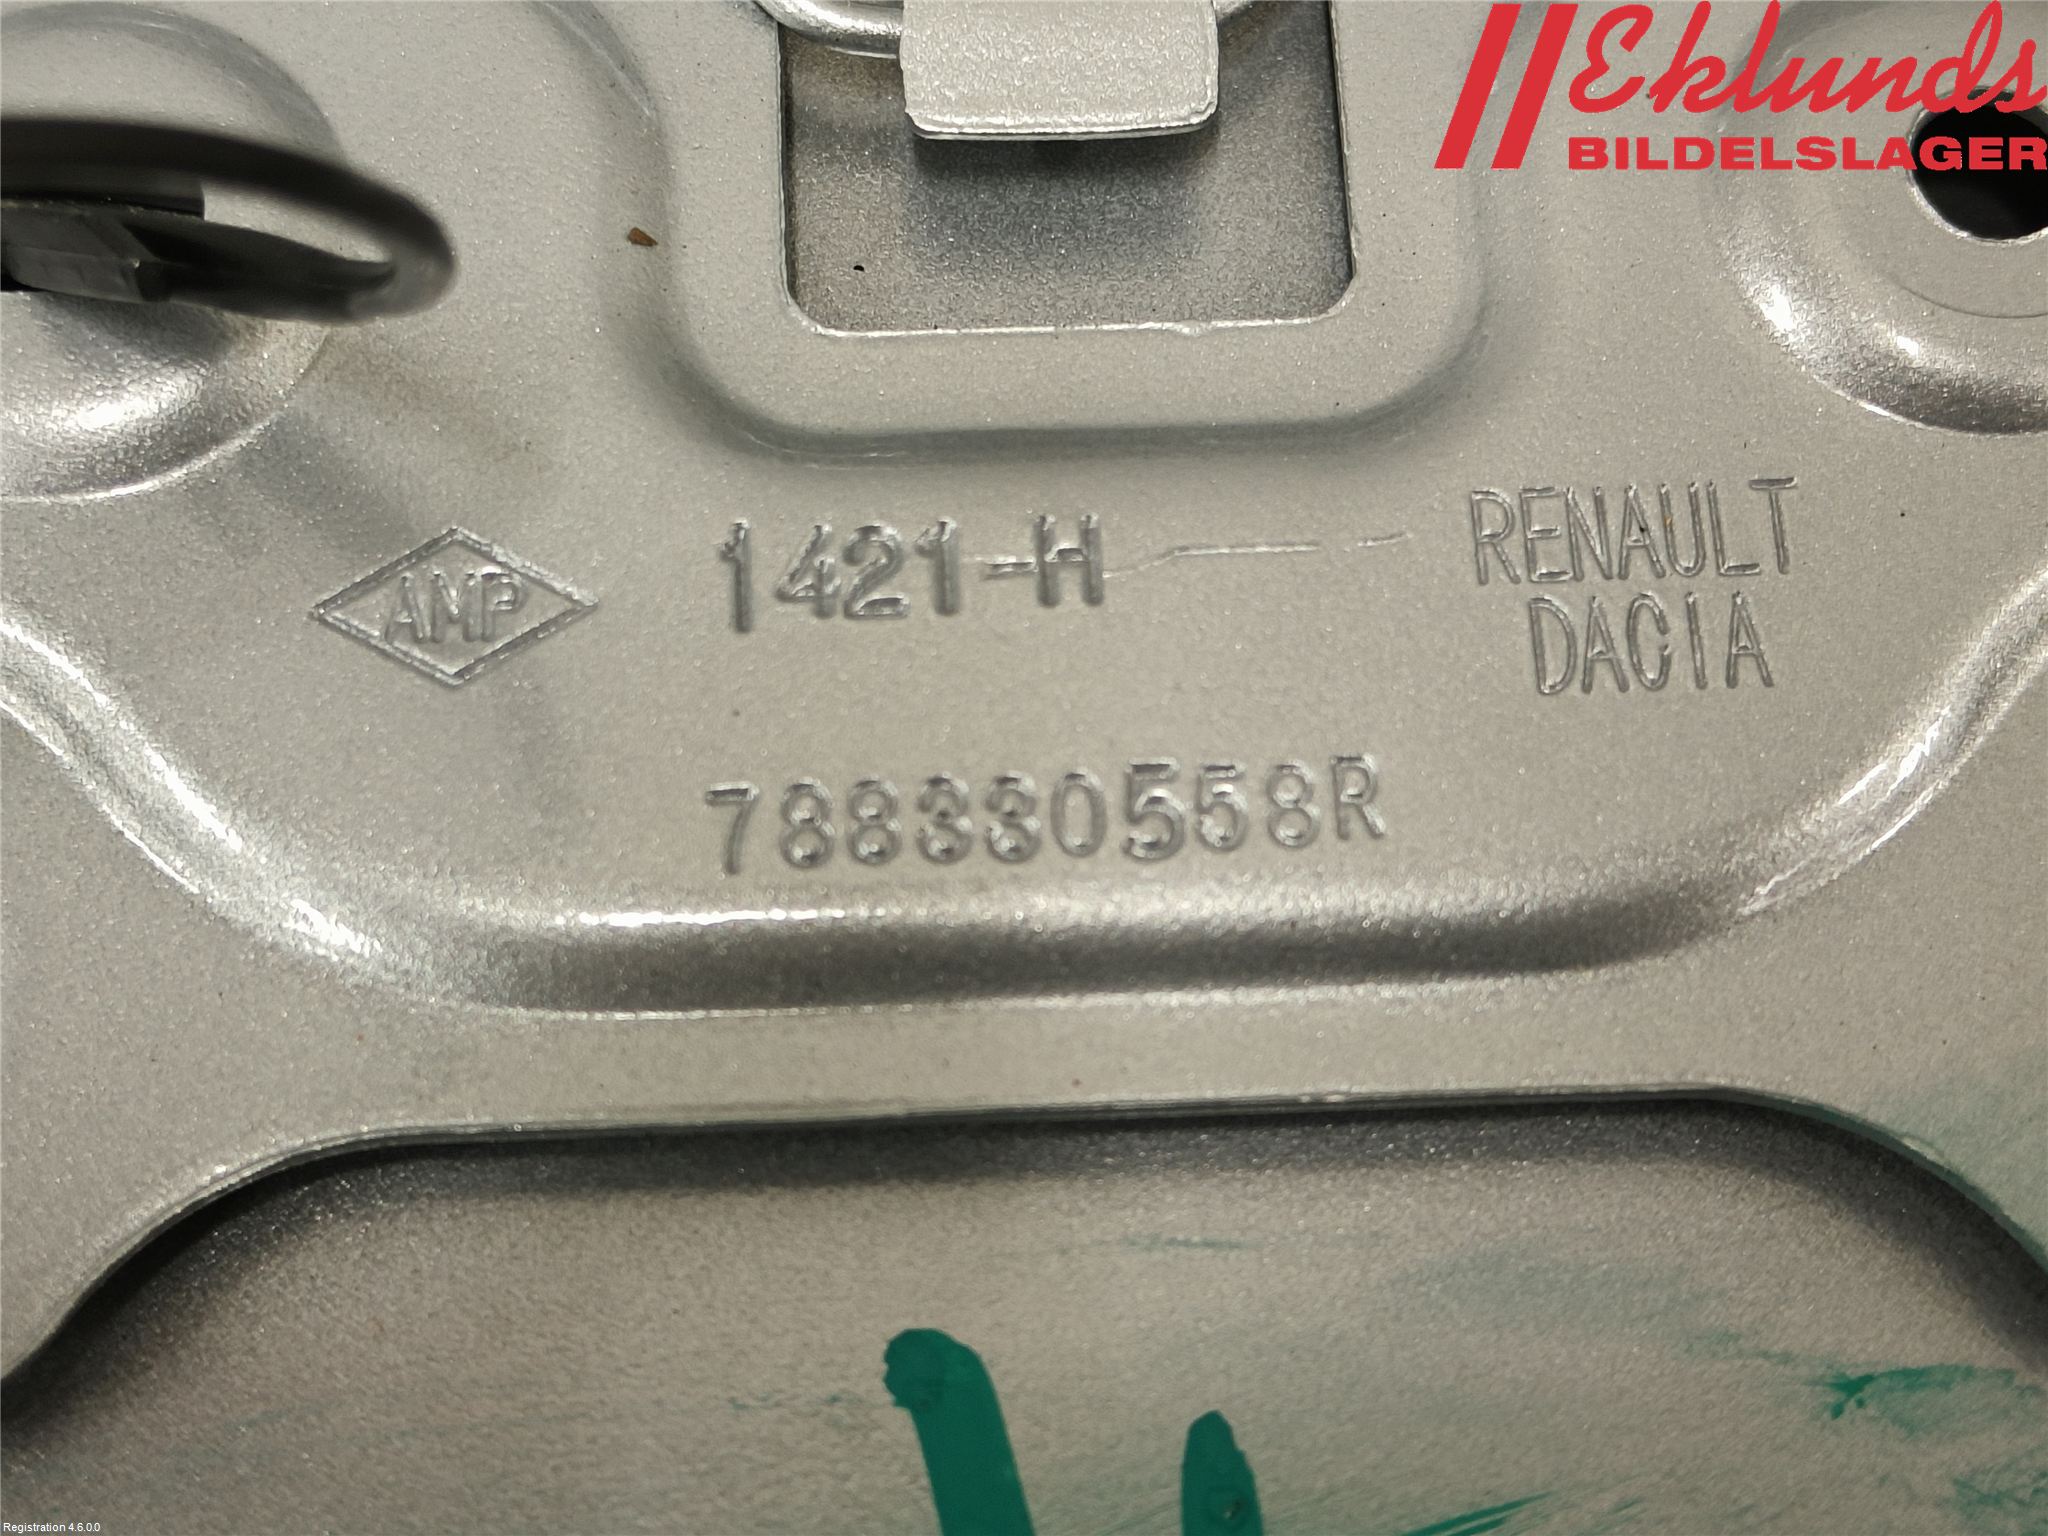 Eklunds
BILDELSLAGER
AMP
1421-H
RENAULT
DACIA
788330558R
Registration 4.6.0.0